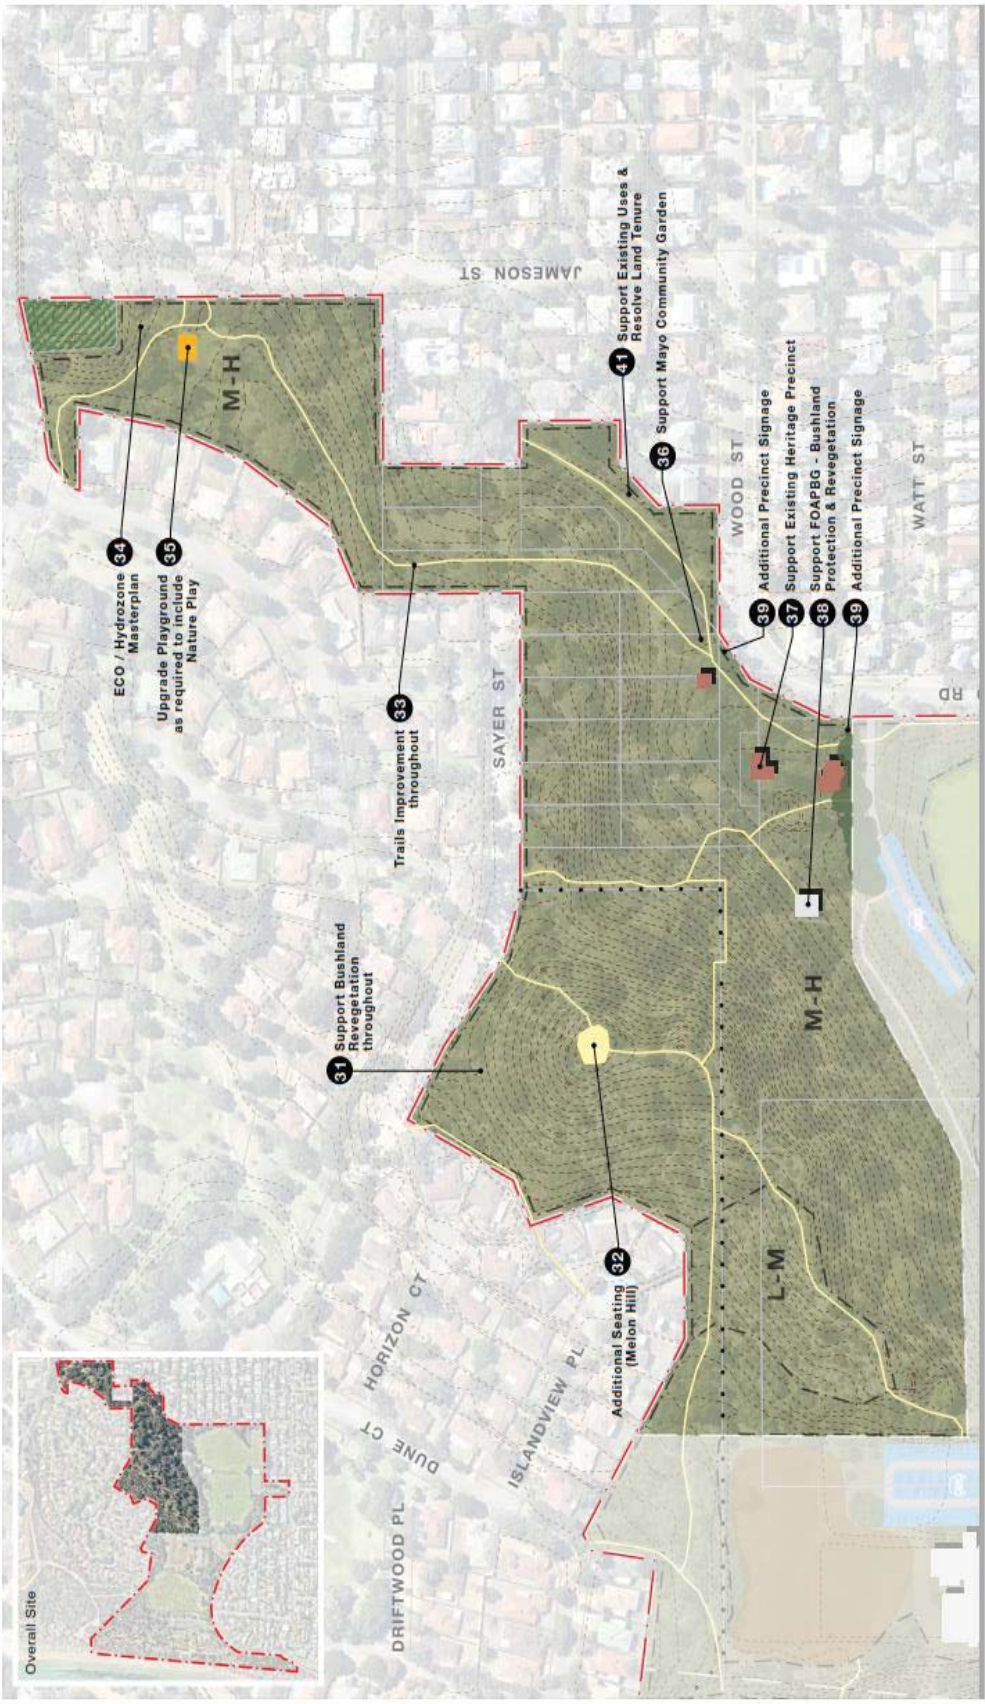 Overall Site
34
ECO / Hydrozone
Masterplan
35
Upgrade Playground
as required to include
Nature Play
M-H
JAMESON ST
33
Trails Improvement
throughout
SAYER ST
31
Support Bushland
Revegetation
throughout
41
Support Existing Uses &
Resolve Land Tenure
36
Support Mayo Community Garden
WOOD ST
39
Additional Precinct Signage
37
Support Existing Heritage Precinct
38
Support FOAPBG - Bushland
Protection & Revegetation
39
Additional Precinct Signage
WATT ST
RD
M-H
L-M
32
Additional Seating
(Melon Hill)
HORIZON CT
DUNE CT
ISLANDVIEW PL
DRIFTWOOD PL